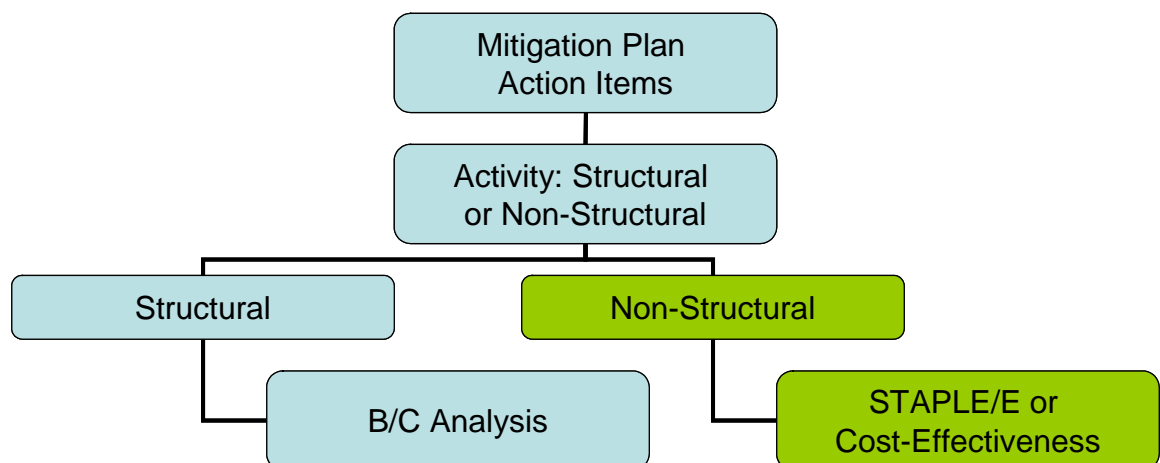 Mitigation Plan
Action Items
Activity: Structural
or Non-Structural
Structural
Non-Structural
B/C Analysis
STAPLE/E or
Cost-Effectiveness